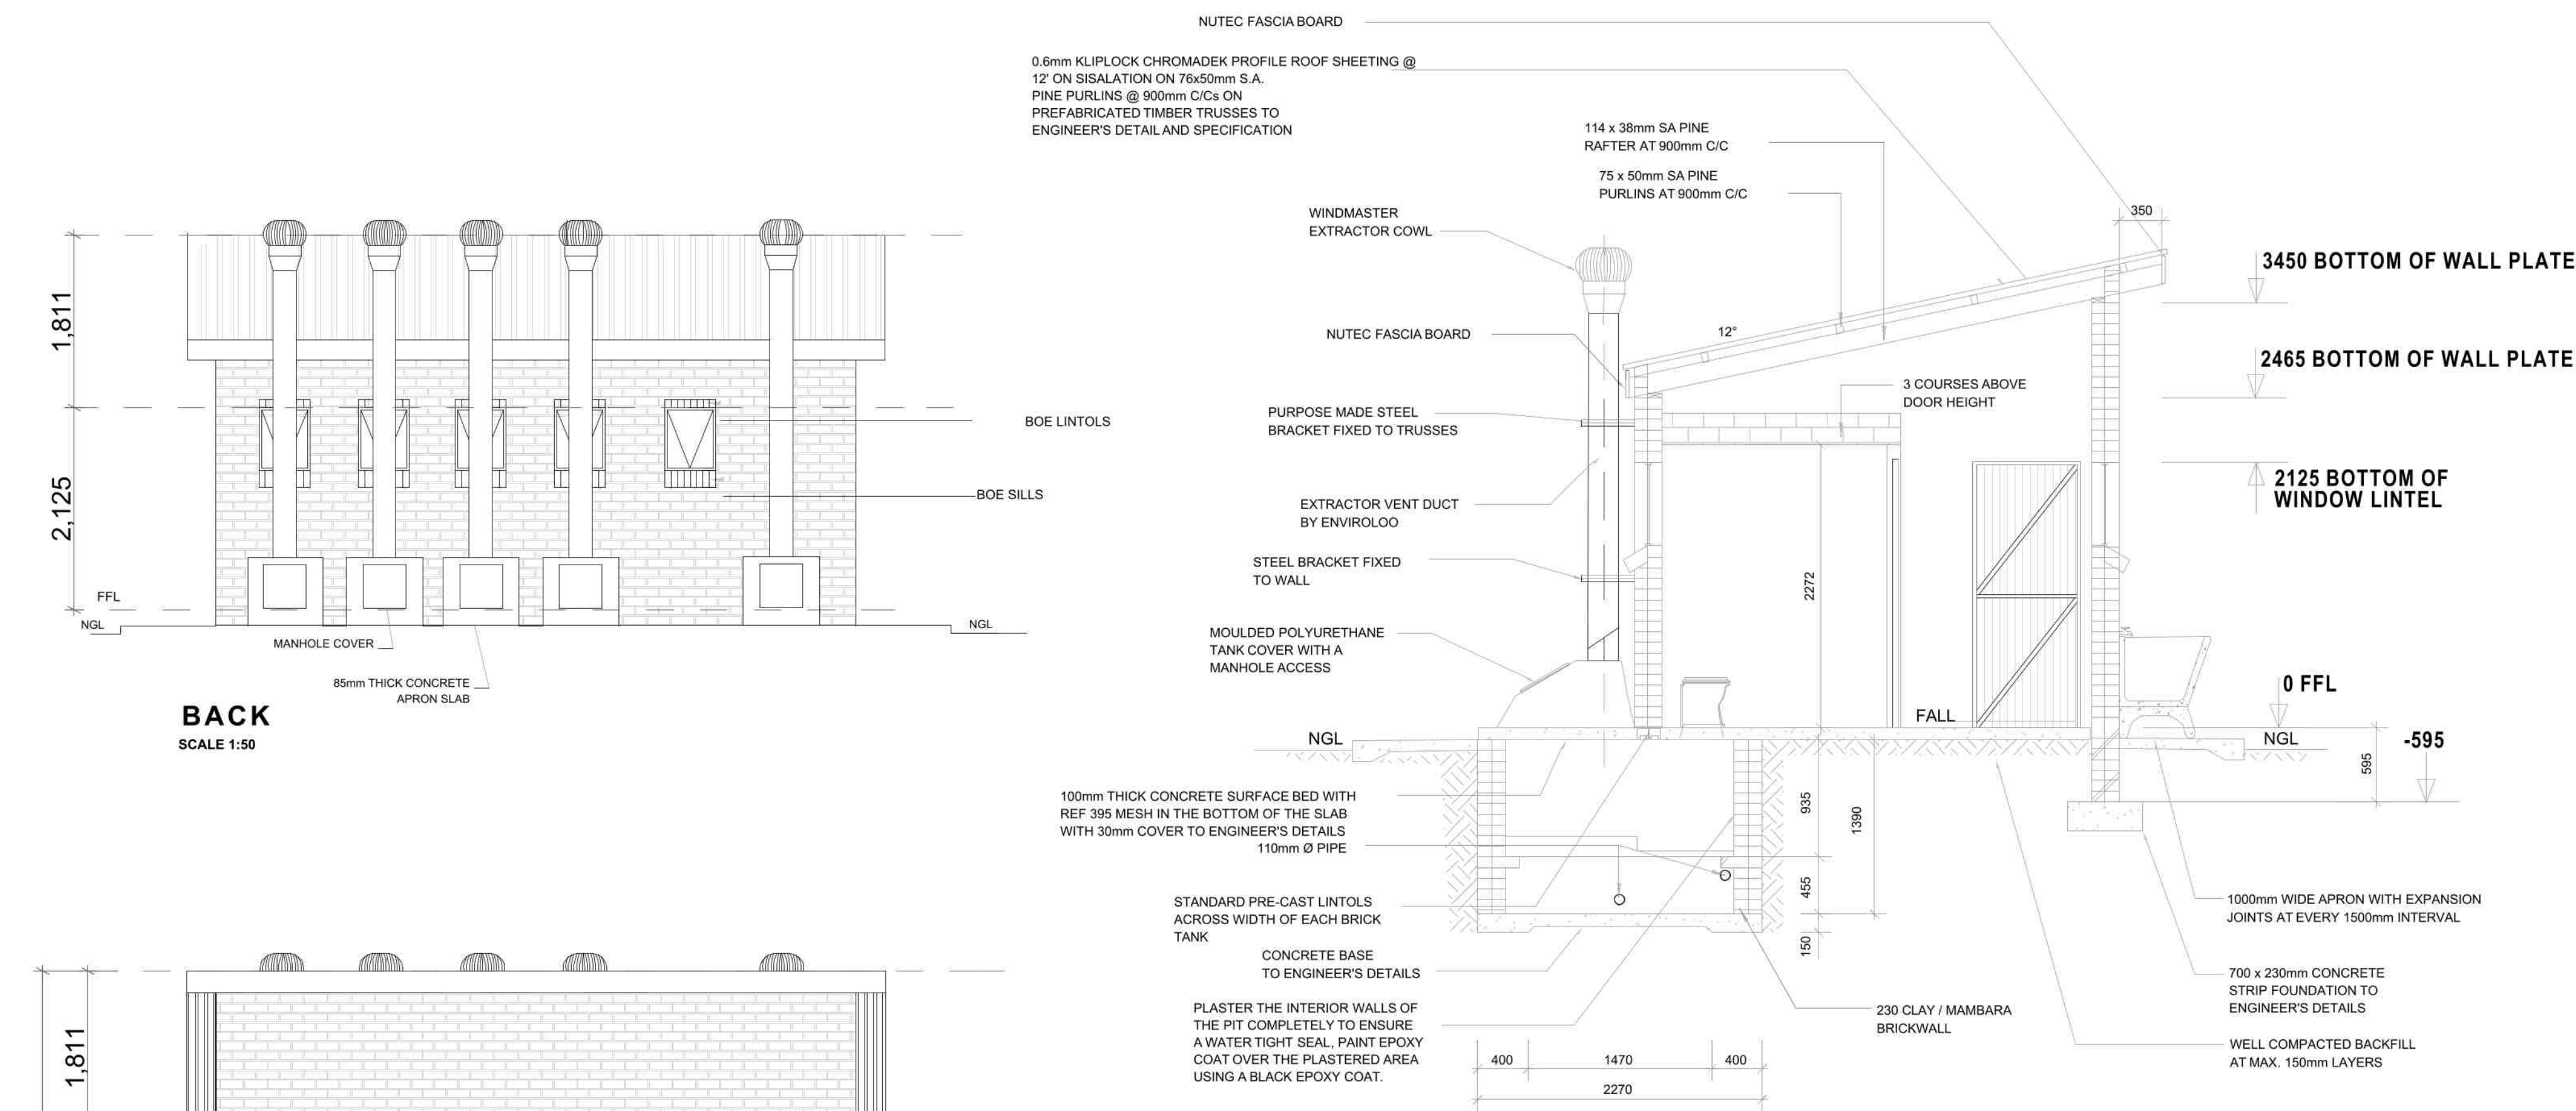 NUTEC FASCIA BOARD
0.6mm KLIPLOCK CHROMADEK PROFILE ROOF SHEETING @
12' ON SISALATION ON 76x50mm S.A.
PINE PURLINS @ 900mm C/Cs ON
PREFABRICATED TIMBER TRUSSES TO
ENGINEER'S DETAIL AND SPECIFICATION
114 x 38mm SA PINE
RAFTER AT 900mm C/C
75 x 50mm SA PINE
PURLINS AT 900mm C/C
WINDMASTER
EXTRACTOR COWL
350
3450 BOTTOM OF WALL PLATE
12°
NUTEC FASCIA BOARD
2465 BOTTOM OF WALL PLATE
3 COURSES ABOVE
DOOR HEIGHT
PURPOSE MADE STEEL
BRACKET FIXED TO TRUSSES
2125 BOTTOM OF
WINDOW LINTEL
EXTRACTOR VENT DUCT
BY ENVIROLOO
STEEL BRACKET FIXED
TO WALL
2272
MOULDED POLYURETHANE
TANK COVER WITH A
MANHOLE ACCESS
0 FFL
FALL
NGL
NGL
-595
595
100mm THICK CONCRETE SURFACE BED WITH
REF 395 MESH IN THE BOTTOM OF THE SLAB
WITH 30mm COVER TO ENGINEER'S DETAILS
110mm Ø PIPE
935
1390
455
150
STANDARD PRE-CAST LINTOLS
ACROSS WIDTH OF EACH BRICK
TANK
CONCRETE BASE
TO ENGINEER'S DETAILS
PLASTER THE INTERIOR WALLS OF
THE PIT COMPLETELY TO ENSURE
A WATER TIGHT SEAL, PAINT EPOXY
COAT OVER THE PLASTERED AREA
USING A BLACK EPOXY COAT.
1000mm WIDE APRON WITH EXPANSION
JOINTS AT EVERY 1500mm INTERVAL
700 x 230mm CONCRETE
STRIP FOUNDATION TO
ENGINEER'S DETAILS
230 CLAY / MAMBARA
BRICKWALL
WELL COMPACTED BACKFILL
AT MAX. 150mm LAYERS
400
1470
400
2270
1,811
2,125
BOE LINTOLS
BOE SILLS
FFL
NGL
NGL
MANHOLE COVER
85mm THICK CONCRETE
APRON SLAB
BACK
SCALE 1:50
1,811